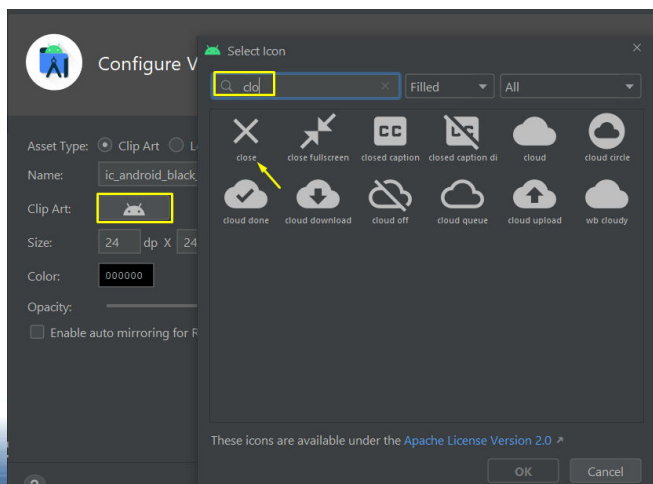 Configure V
Asset Type: Clip Art L
Name: ic_android_black_
Clip Art:
Size: 24 dp X 24
Color: 000000
Opacity:
Enable auto mirroring for R
?
Select Icon
clo
Filled
All
close close fullscreen closed caption closed caption di cloud cloud circle
CC
cloud done cloud download cloud off cloud queue cloud upload wb cloudy
These icons are available under the Apache License Version 2.0
OK Cancel